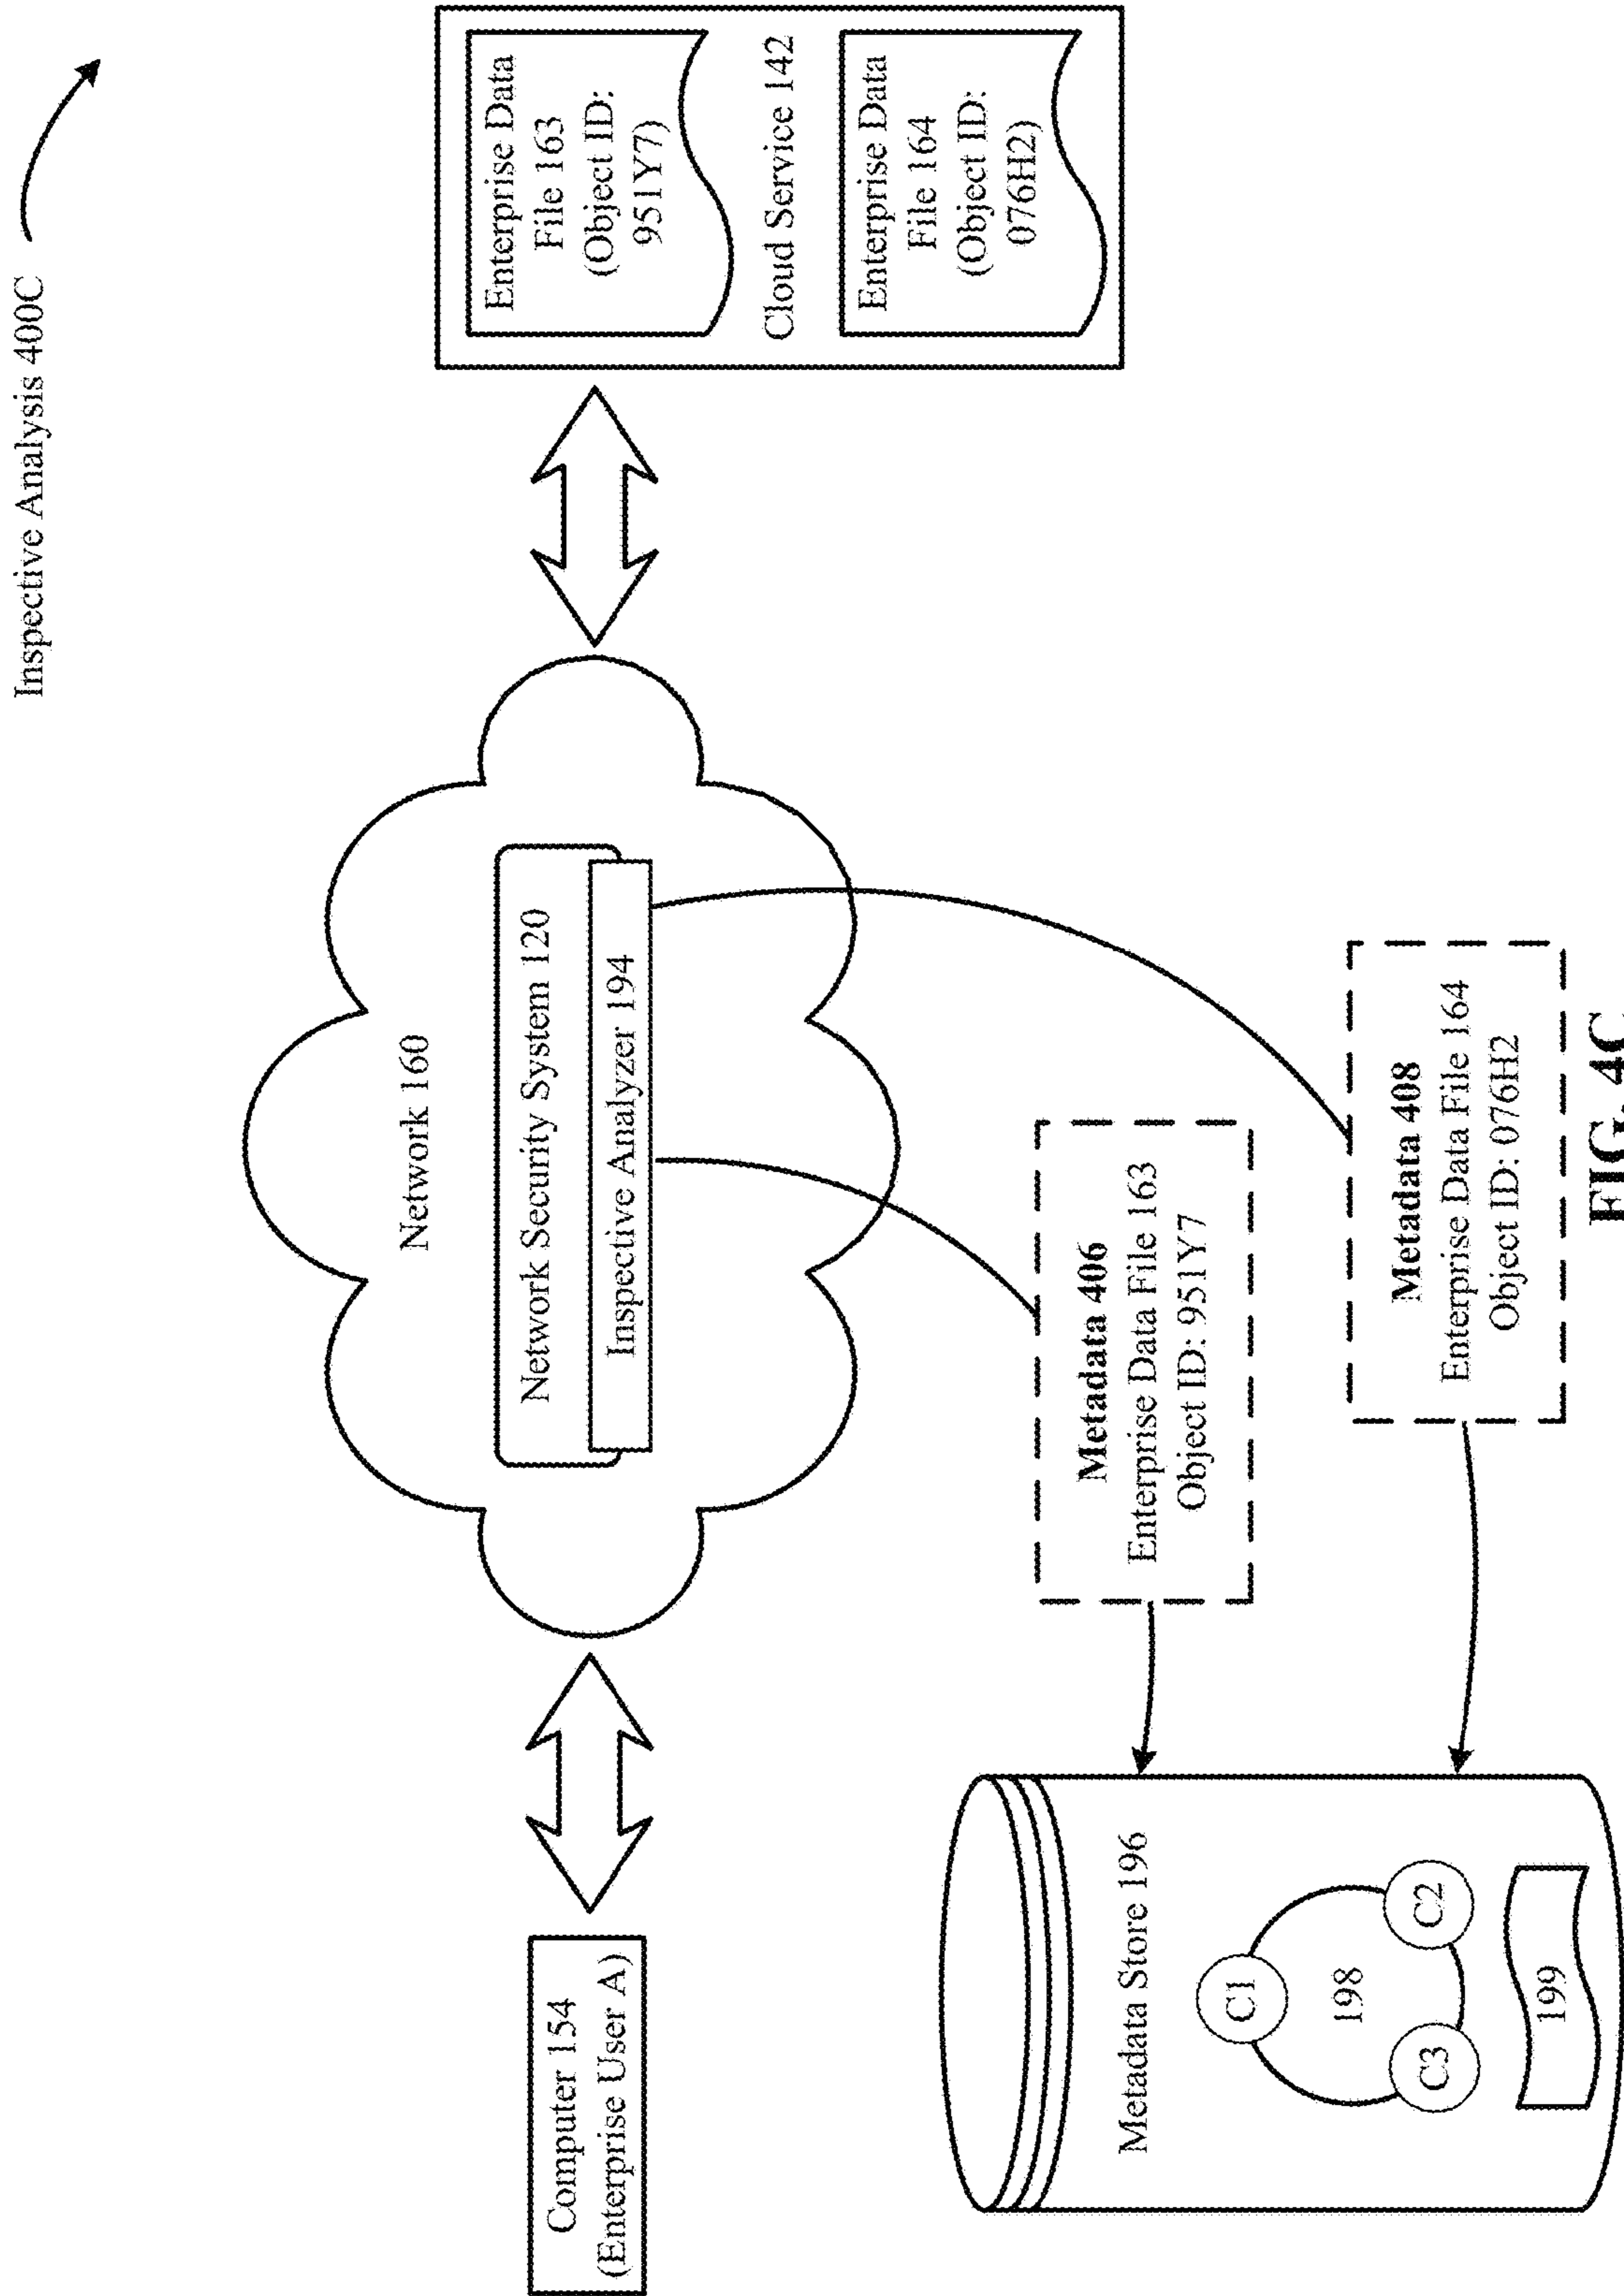 Inspective Analysis 400C
Computer 154
(Enterprise User A)
Network 160
Network Security System 120
Inspective Analyzer 194
Enterprise Data
File 163
(Object ID:
951Y7)
Cloud Service 142
Enterprise Data
File 164
(Object ID:
076H2)
Metadata Store 196
C1
198
C3
C2
199
Metadata 406
Enterprise Data File 163
Object ID: 951Y7
Metadata 408
Enterprise Data File 164
Object ID: 076H2
FIG. 4C